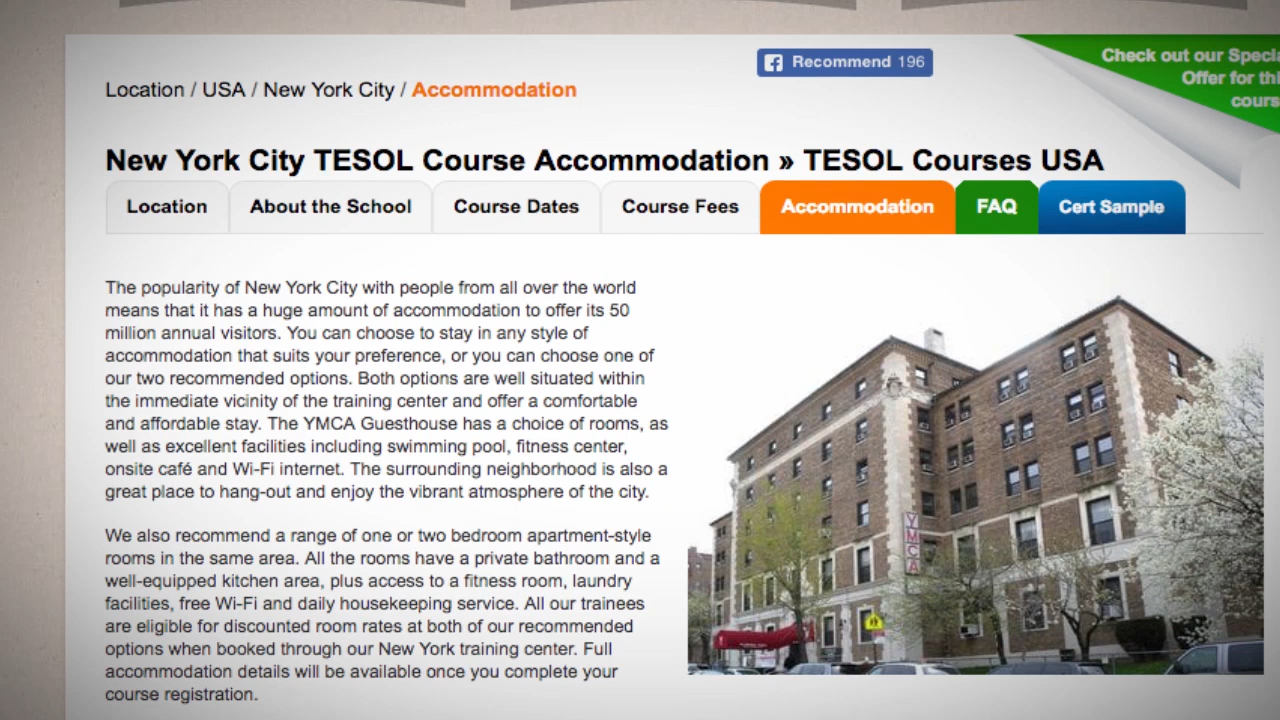 Recommend 196
Check out our
Offer for
Location / USA / New York City / Accommodation
New York City TESOL Course Accommodation » TESOL Courses USA
Location About the School Course Dates Course Fees Accommodation FAQ Cert Sample
The popularity of New York City with people from all over the world
means that it has a huge amount of accommodation to offer its 50
million annual visitors. You can choose to stay in any style of
accommodation that suits your preference, or you can choose one of
our two recommended options. Both options are well situated within
the immediate vicinity of the training center and offer a comfortable
and affordable stay. The YMCA Guesthouse has a choice of rooms, as
well as excellent facilities including swimming pool, fitness center,
onsite café and Wi-Fi internet. The surrounding neighborhood is also a
great place to hang-out and enjoy the vibrant atmosphere of the city.
We also recommend a range of one or two bedroom apartment-style
rooms in the same area. All the rooms have a private bathroom and a
well-equipped kitchen area, plus access to a fitness room, laundry
facilities, free Wi-Fi and daily housekeeping service. All our trainees
are eligible for discounted room rates at both of our recommended
options when booked through our New York training center. Full
accommodation details will be available once you complete your
course registration.
YMCA